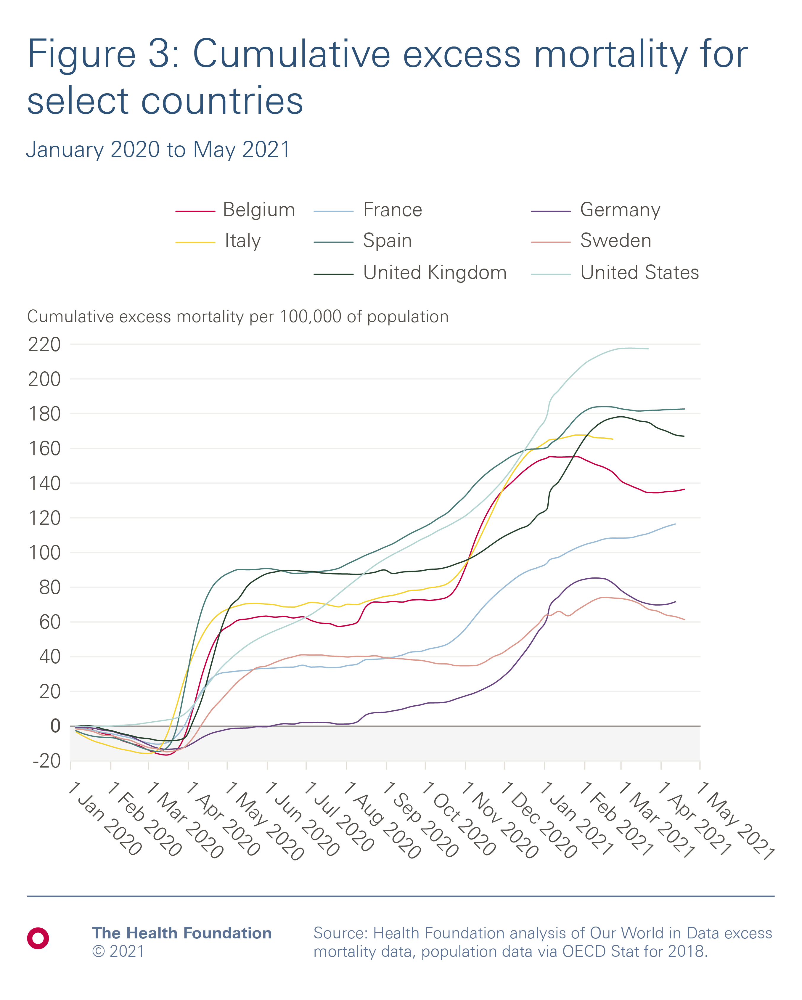 Figure 3: Cumulative excess mortality for
select countries
January 2020 to May 2021
Belgium France Germany
Italy Spain Sweden
United Kingdom United States
Cumulative excess mortality per 100,000 of population
220
200
180
160
140
120
100
80
60
40
20
0
-20
1 Jan 2020
1 Feb 2020
1 Mar 2020
1 Apr 2020
1 May 2020
1 Jun 2020
1 Jul 2020
1 Aug 2020
1 Sep 2020
1 Oct 2020
1 Nov 2020
1 Dec 2020
1 Jan 2021
1 Feb 2021
1 Mar 2021
1 Apr 2021
1 May 2021
The Health Foundation
© 2021
Source: Health Foundation analysis of Our World in Data excess
mortality data, population data via OECD Stat for 2018.